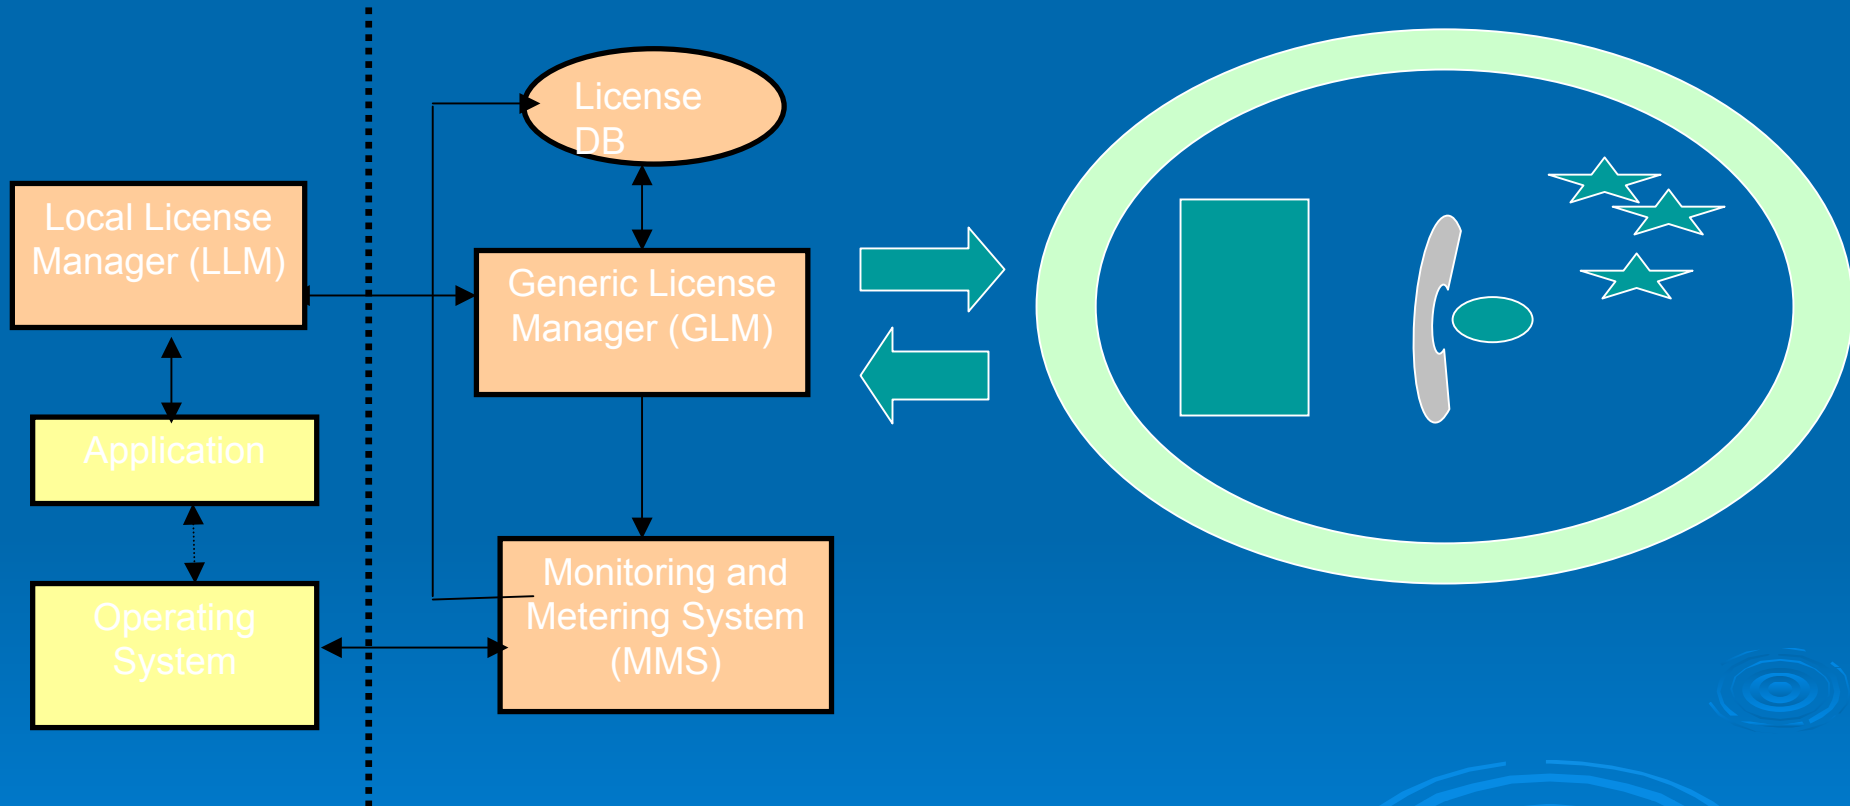 License
DB
Local License
Manager (LLM)
Generic License
Manager (GLM)
Application
Monitoring and
Metering System
(MMS)
Operating
System